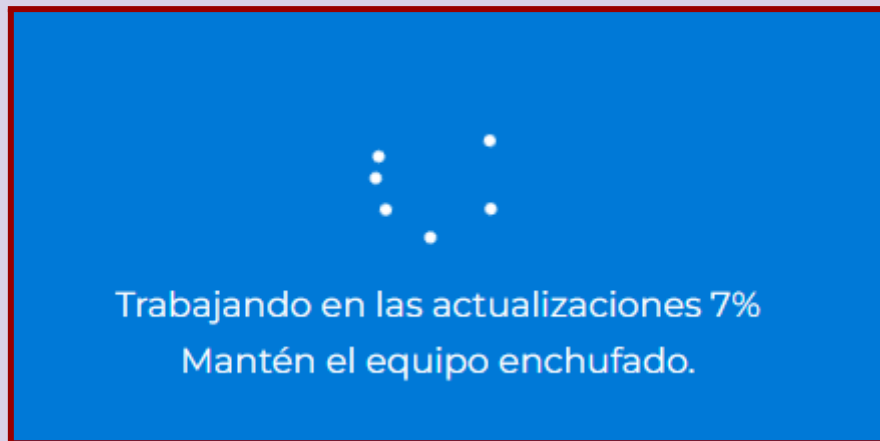 Trabajando en las actualizaciones 7%
Mantén el equipo enchufado.